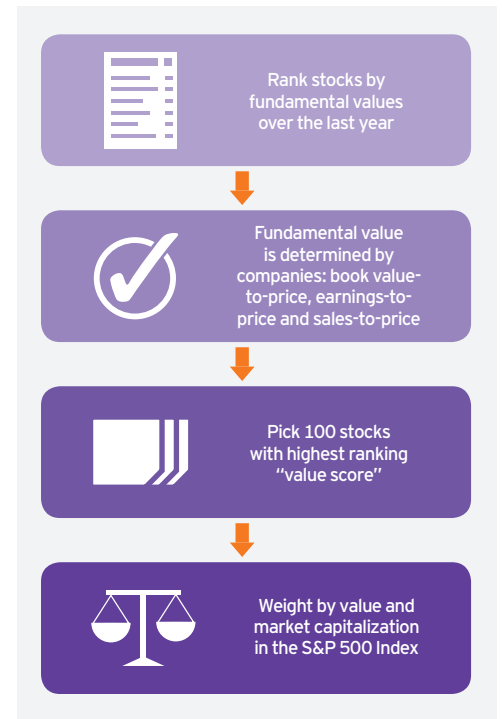 Rank stocks by
fundamental values
over the last year
Fundamental value
is determined by
companies: book value-
to-price, earnings-to-
price and sales-to-price
Pick 100 stocks
with highest ranking
“value score”
Weight by value and
market capitalization
in the S&P 500 Index